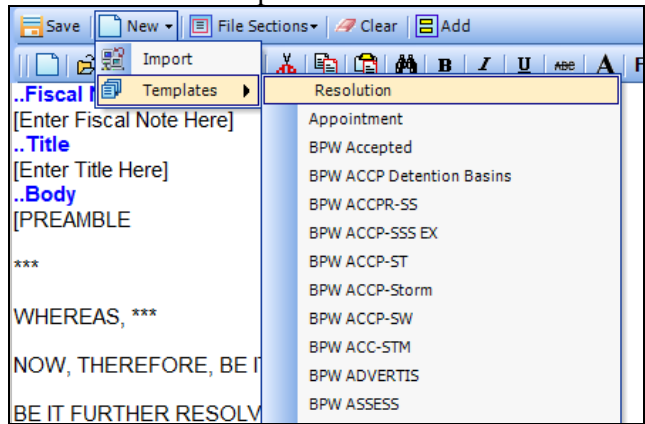 Save New File Sections Clear Add
Import
B I U ABC A F
Templates
Resolution
..Fiscal
[Enter Fiscal Note Here]
Appointment
..Title
BPW Accepted
[Enter Title Here]
BPW ACCP Detention Basins
..Body
[PREAMBLE
BPW ACCPR-SS
BPW ACCP-SSS EX
***
BPW ACCP-ST
BPW ACCP-Storm
WHEREAS, ***
BPW ACCP-SW
BPW ACC-STM
NOW, THEREFORE, BE IT
BPW ADVERTIS
BE IT FURTHER RESOLV
BPW ASSESS